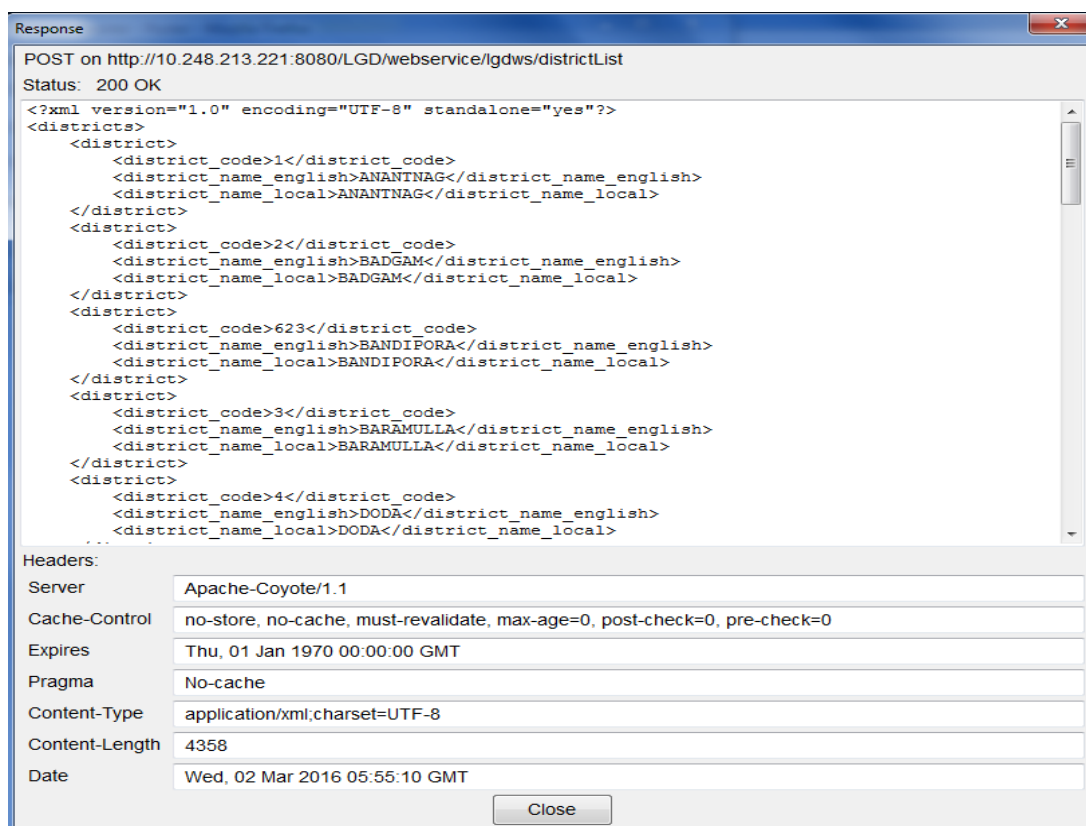 Response
POST on http://10.248.213.221:8080/LGD/webservice/lgdws/districtList
Status: 200 OK
<?xml version="1.0" encoding="UTF-8" standalone="yes"?>
<districts>
    <district>
        <district_code>1</district_code>
        <district_name_english>ANANTNAG</district_name_english>
        <district_name_local>ANANTNAG</district_name_local>
    </district>
    <district>
        <district_code>2</district_code>
        <district_name_english>BADGAM</district_name_english>
        <district_name_local>BADGAM</district_name_local>
    </district>
    <district>
        <district_code>623</district_code>
        <district_name_english>BANDIPORA</district_name_english>
        <district_name_local>BANDIPORA</district_name_local>
    </district>
    <district>
        <district_code>3</district_code>
        <district_name_english>BARAMULLA</district_name_english>
        <district_name_local>BARAMULLA</district_name_local>
    </district>
    <district>
        <district_code>4</district_code>
        <district_name_english>DODA</district_name_english>
        <district_name_local>DODA</district_name_local>
Headers:
Server Apache-Coyote/1.1
Cache-Control no-store, no-cache, must-revalidate, max-age=0, post-check=0, pre-check=0
Expires Thu, 01 Jan 1970 00:00:00 GMT
Pragma No-cache
Content-Type application/xml;charset=UTF-8
Content-Length 4358
Date Wed, 02 Mar 2016 05:55:10 GMT
Close